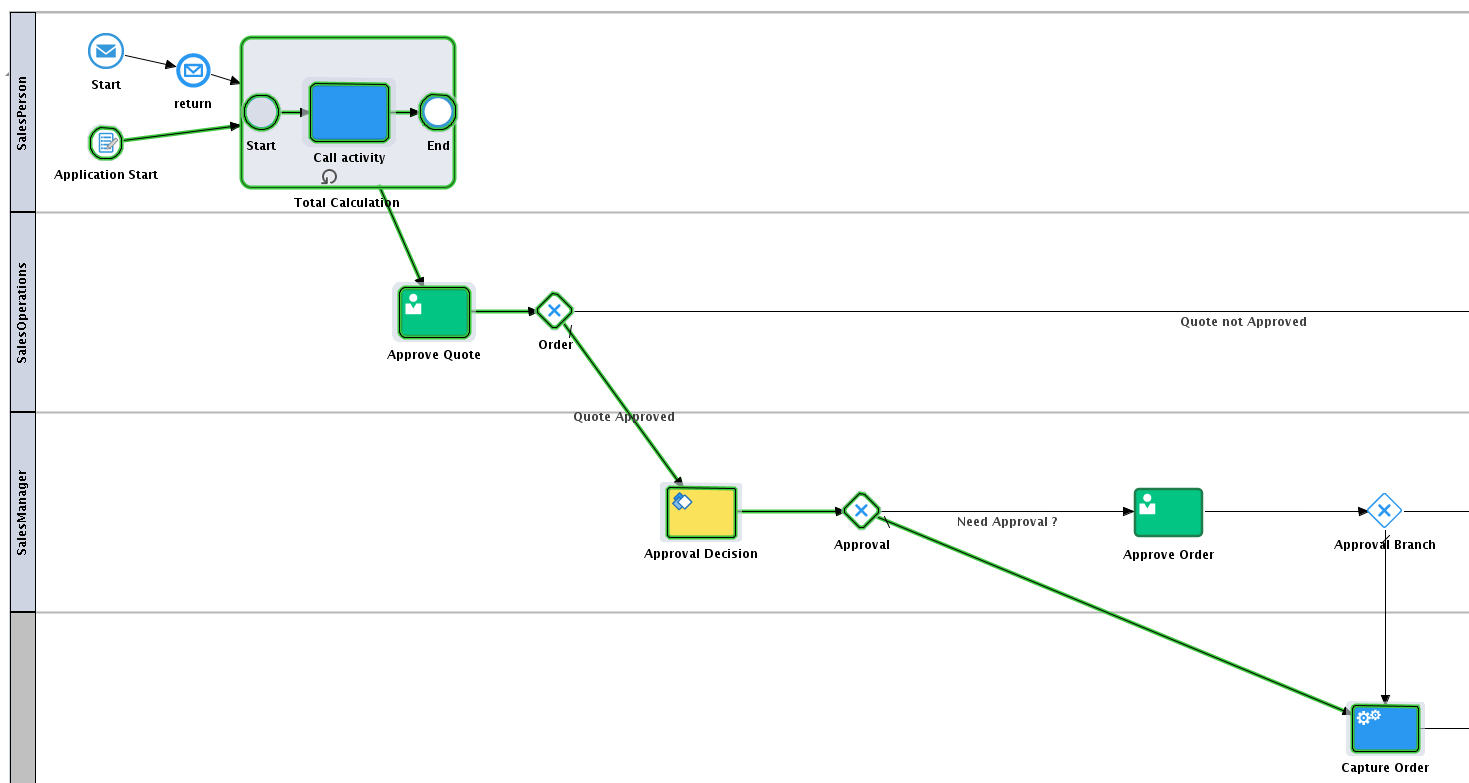 SalesPerson
Start
return
Application Start
Start
Call activity
End
Total Calculation
SalesOperations
Approve Quote
Order
Quote not Approved
Quote Approved
SalesManager
Approval Decision
Approval
Need Approval ?
Approve Order
Approval Branch
Capture Order